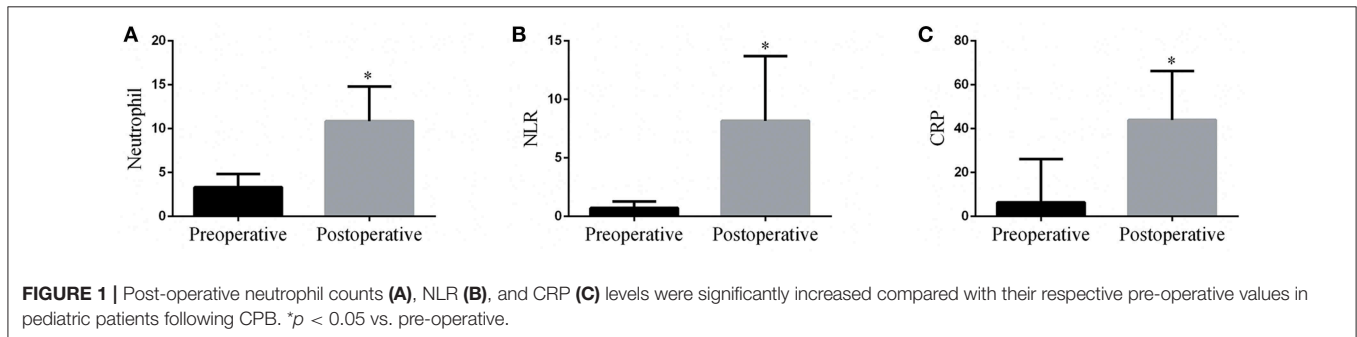 A
20
15
10
5
0
Neutrophil
*
Preoperative Postoperative
B
15
10
5
0
NLR
*
Preoperative Postoperative
C
80
60
40
20
0
CRP
*
Preoperative Postoperative
FIGURE 1 | Post-operative neutrophil counts (A), NLR (B), and CRP (C) levels were significantly increased compared with their respective pre-operative values in
pediatric patients following CPB. *p < 0.05 vs. pre-operative.